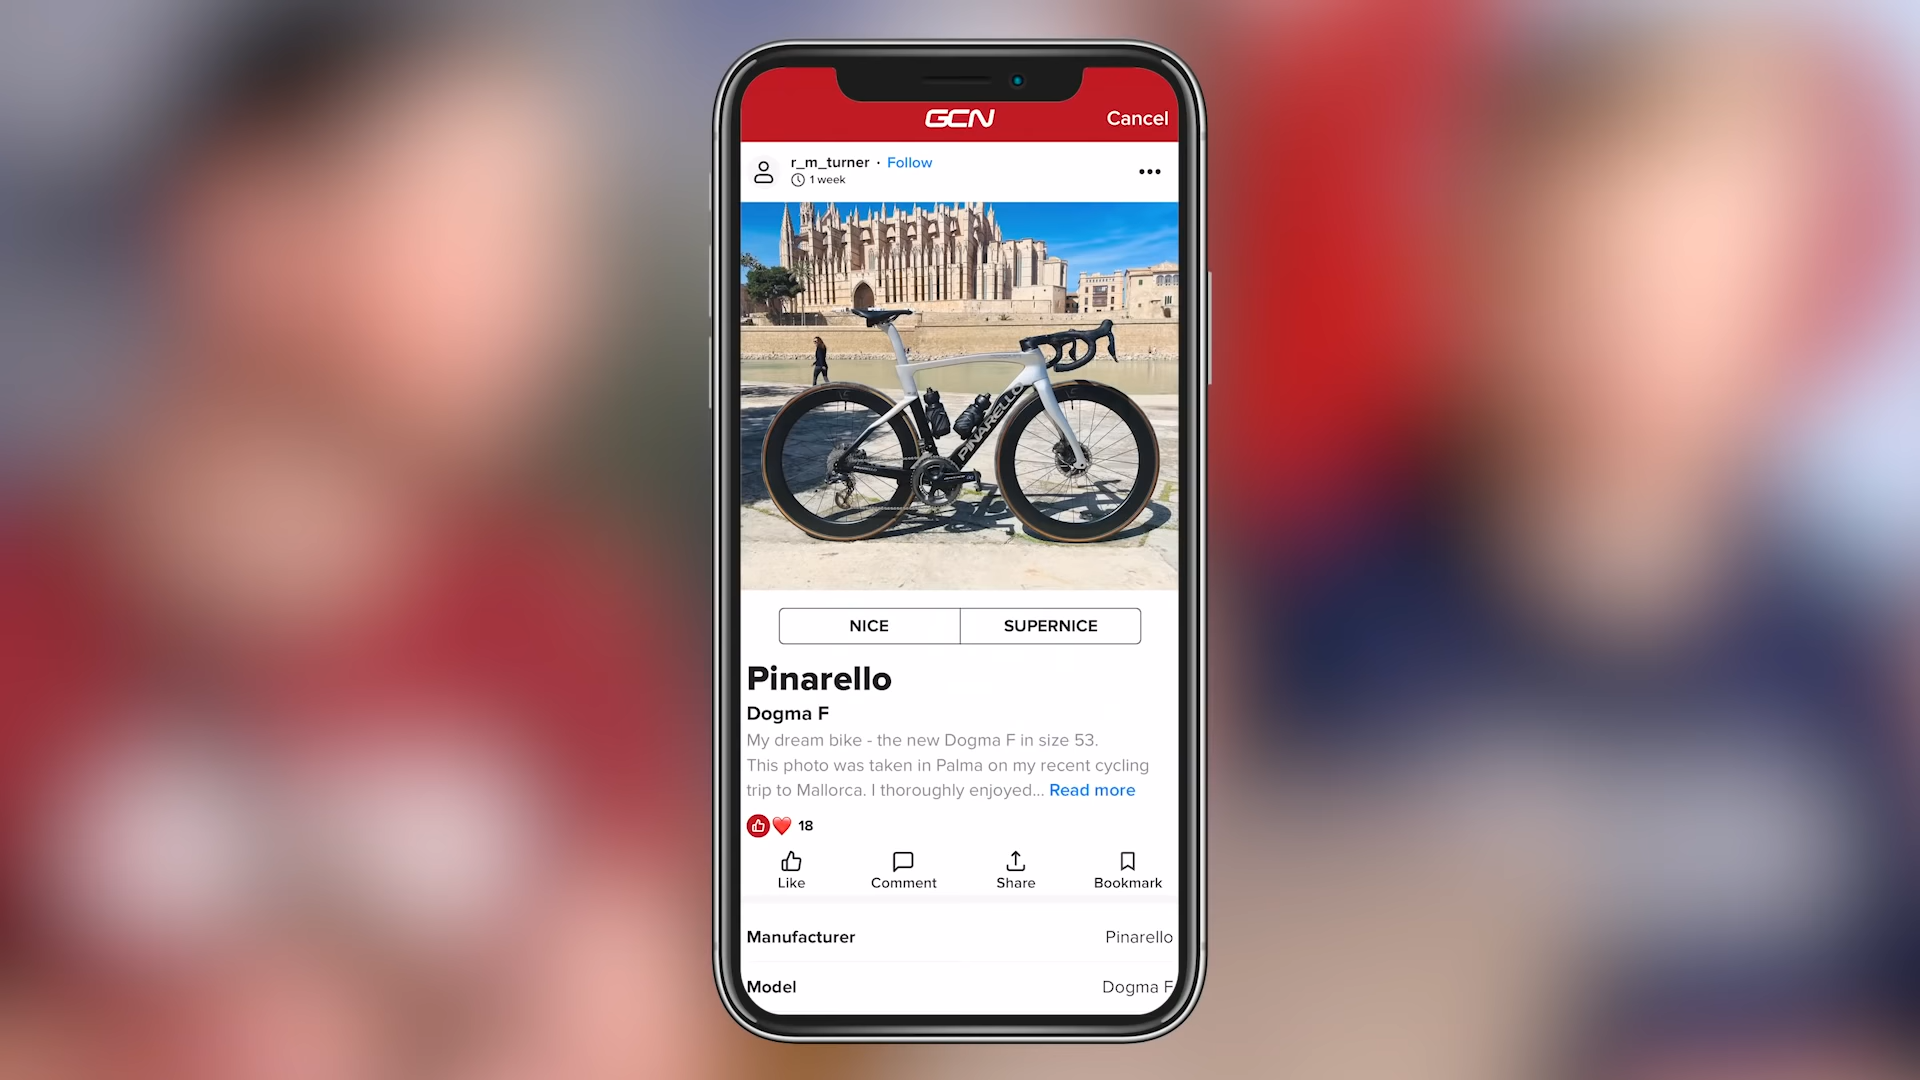 GCN
Cancel
r_m_turner · Follow
1 week
PINARELLO
NICE
SUPERNICE
Pinarello
Dogma F
My dream bike - the new Dogma F in size 53.
This photo was taken in Palma on my recent cycling
trip to Mallorca. I thoroughly enjoyed... Read more
18
Like
Comment
Share
Bookmark
Manufacturer
Pinarello
Model
Dogma F